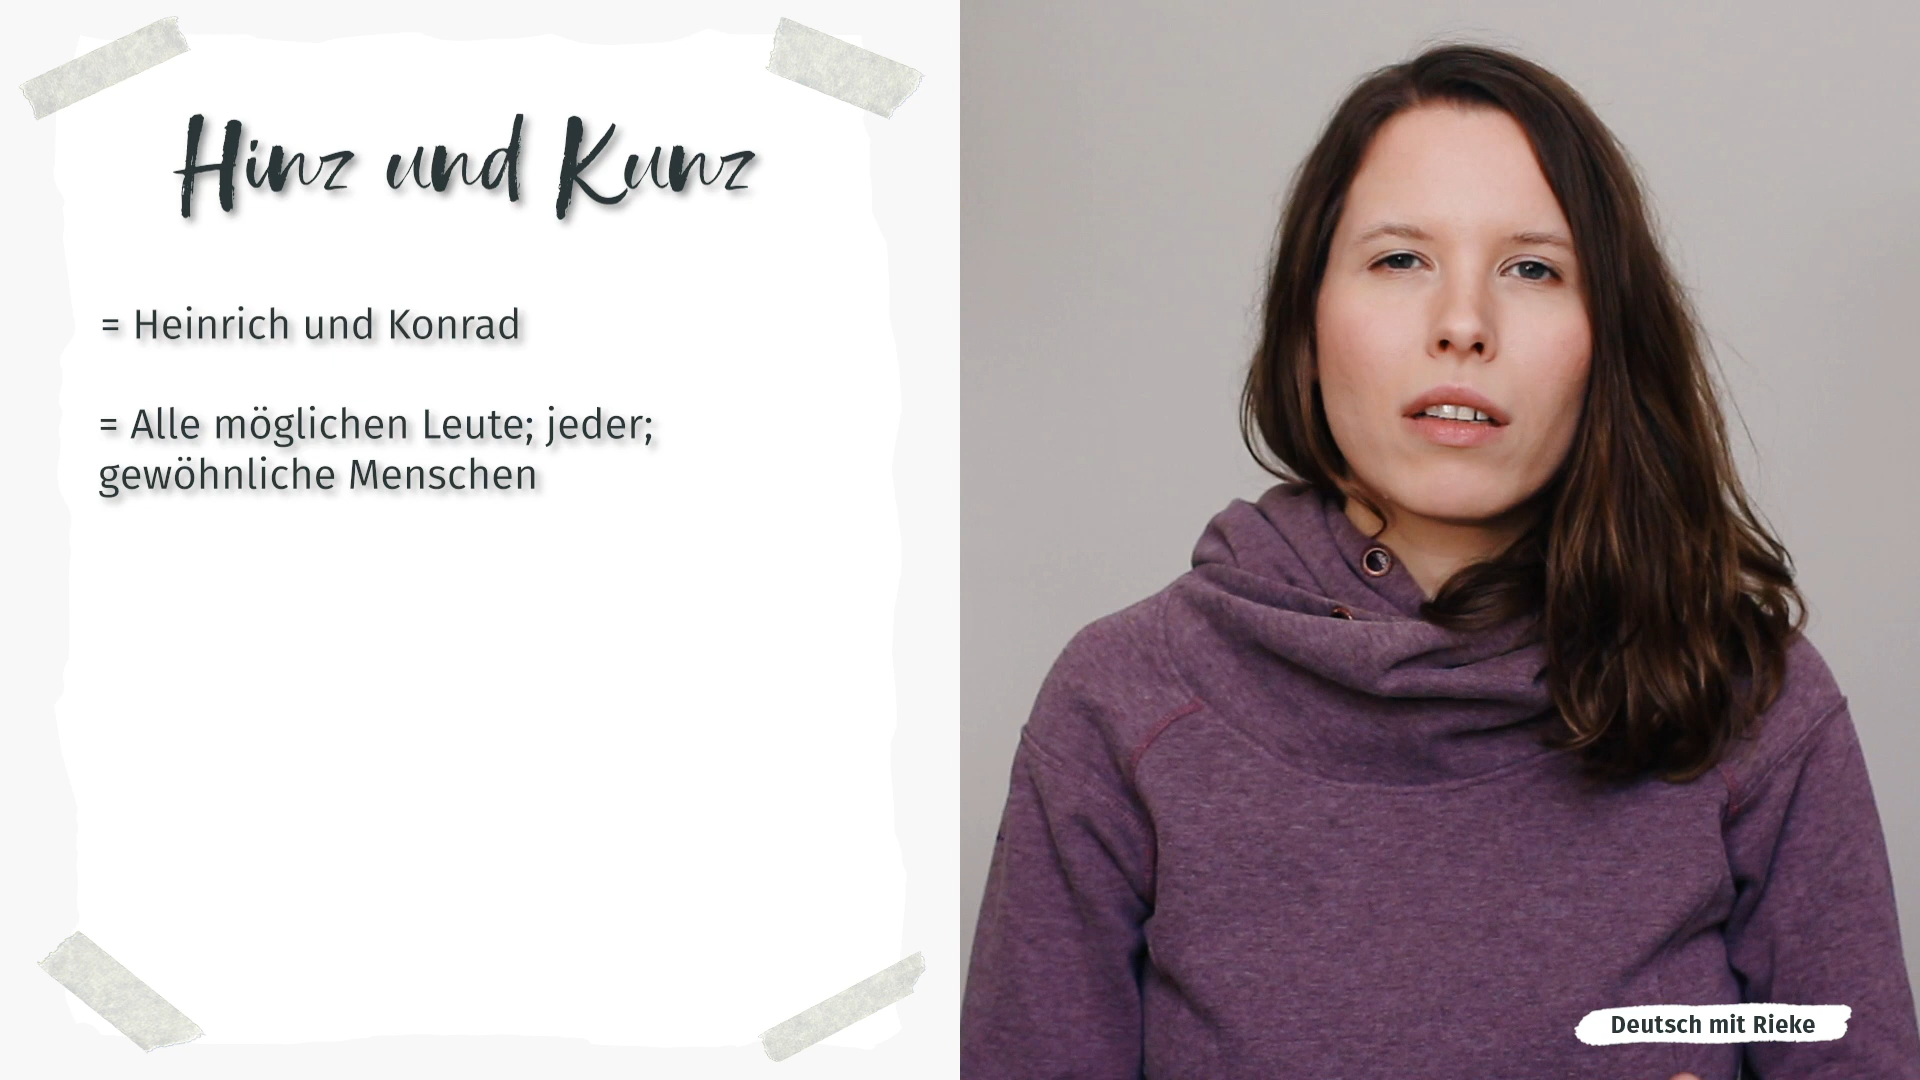 Hinz und Kunz
= Heinrich und Konrad
= Alle möglichen Leute; jeder;
gewöhnliche Menschen
Deutsch mit Rieke